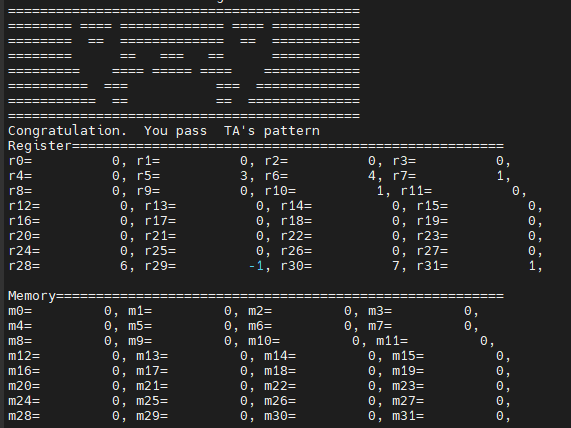 ============================================
======== ==== ============= ==== ===========
========  ==  =============  ==  ===========
========      ==   ===   ==      ===========
=========    ==== ===== ====    ============
==========  ===           ===  =============
===========  ==           ==  ==============
============================================
Congratulation.  You pass  TA's pattern
Register======================================================
r0=          0, r1=          0, r2=          0, r3=          0,
r4=          0, r5=          3, r6=          4, r7=          1,
r8=          0, r9=          0, r10=          1, r11=          0,
r12=          0, r13=          0, r14=          0, r15=          0,
r16=          0, r17=          0, r18=          0, r19=          0,
r20=          0, r21=          0, r22=          0, r23=          0,
r24=          0, r25=          0, r26=          0, r27=          0,
r28=          6, r29=         -1, r30=          7, r31=          1,
Memory========================================================
m0=         0, m1=         0, m2=         0, m3=         0,
m4=         0, m5=         0, m6=         0, m7=         0,
m8=         0, m9=         0, m10=         0, m11=         0,
m12=         0, m13=         0, m14=         0, m15=         0,
m16=         0, m17=         0, m18=         0, m19=         0,
m20=         0, m21=         0, m22=         0, m23=         0,
m24=         0, m25=         0, m26=         0, m27=         0,
m28=         0, m29=         0, m30=         0, m31=         0,